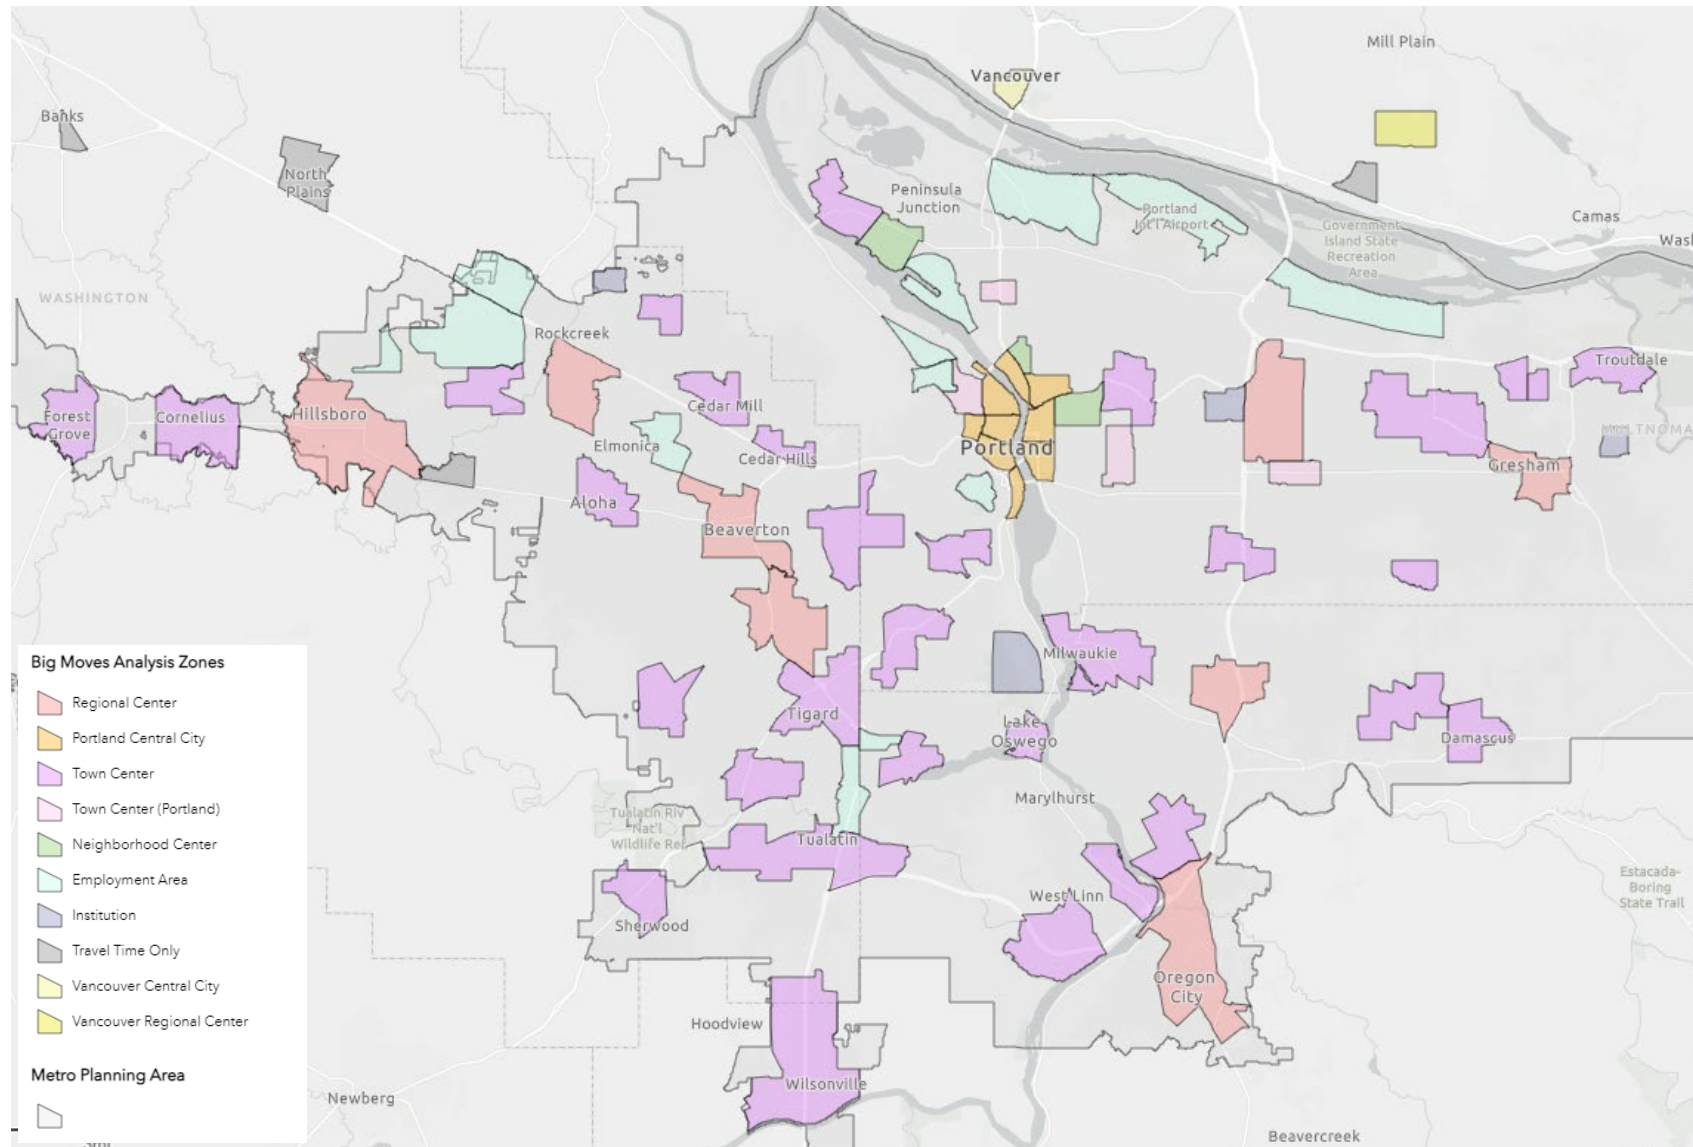 Mill Plain
Vancouver
Banks
North
Plains
Peninsula
Junction
Portland
Int'l Airport
Camas
Government
Island State
Recreation
Area
WASHINGTON
Rockcreek
Troutdale
Forest
Grove
Cornelius
Hillsboro
Cedar Mill
Elmonica
Cedar Hills
Portland
Gresham
Aloha
Beaverton
Milwaukie
Tigard
Lake
Oswego
Damascus
Marylhurst
Tualatin Riv
Nat'l
Wildlife Re
Tualatin
West Linn
Estacada-
Boring
State Trail
Sherwood
Oregon
City
Hoodview
Wilsonville
Newberg
Beavercreek
Big Moves Analysis Zones
Regional Center
Portland Central City
Town Center
Town Center (Portland)
Neighborhood Center
Employment Area
Institution
Travel Time Only
Vancouver Central City
Vancouver Regional Center
Metro Planning Area